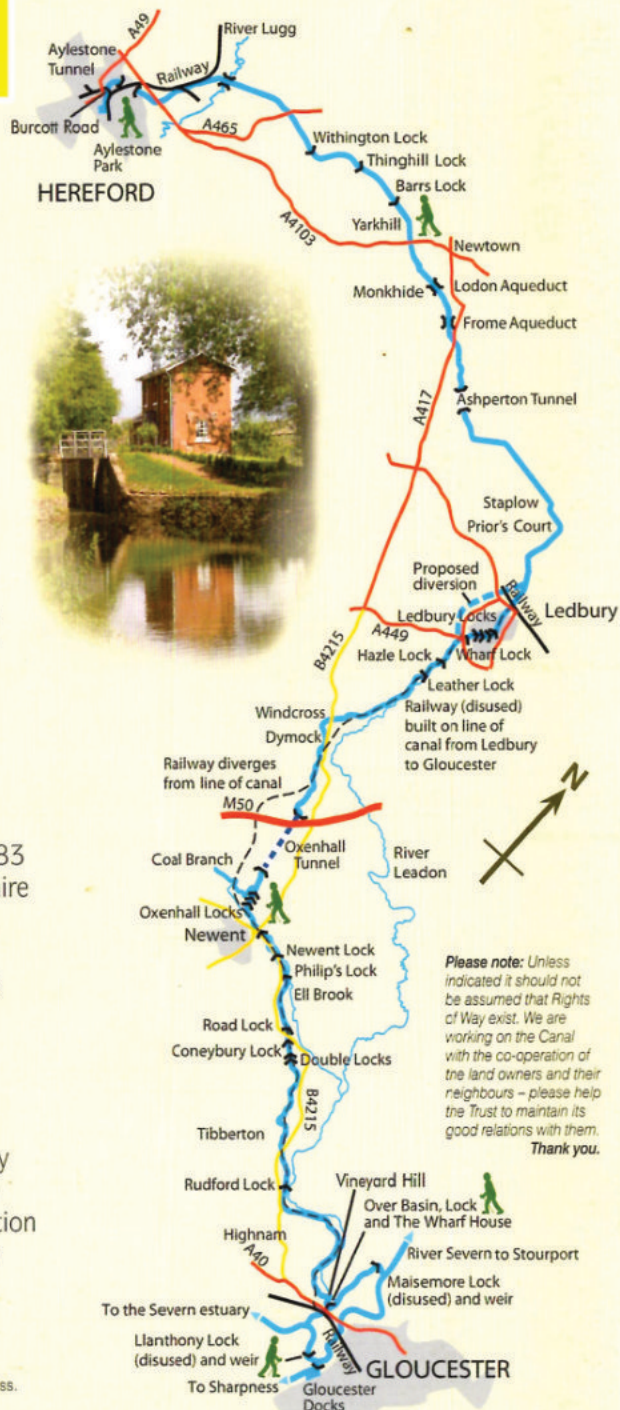 A49
River Lugg
Aylestone
Tunnel
Railway
Burcott Road
Aylestone
Park
A465
HEREFORD
Withington Lock
Thinghill Lock
Barrs Lock
A4103
Yarkhill
Newtown
Monkhide
Lodon Aqueduct
Frome Aqueduct
A417
Ashperton Tunnel
Staplow
Prior's Court
Proposed
diversion
Railway
Ledbury
Ledbury Locks
A449
B4215
Hazle Lock
Wharf Lock
Leather Lock
Windcross
Railway (disused)
built on line of
canal from Ledbury
to Gloucester
Dymock
Railway diverges
from line of canal
M50
N
83
ire
Coal Branch
Oxenhall
Tunnel
River
Leadon
Oxenhall Locks
Newent
Newent Lock
Philip's Lock
Ell Brook
Please note: Unless
indicated it should not
be assumed that Rights
of Way exist. We are
working on the Canal
with the co-operation of
the land owners and their
neighbours – please help
the Trust to maintain its
good relations with them.
Thank you.
Road Lock
Coneybury Lock
Double Locks
B4215
Tibberton
y
Rudford Lock
tion
Vineyard Hill
Over Basin, Lock
and The Wharf House
Highnam
A40
River Severn to Stourport
Maisemore Lock
(disused) and weir
To the Severn estuary
Llanthony Lock
(disused) and weir
Railway
GLOUCESTER
To Sharpness
Gloucester
Docks
ss.